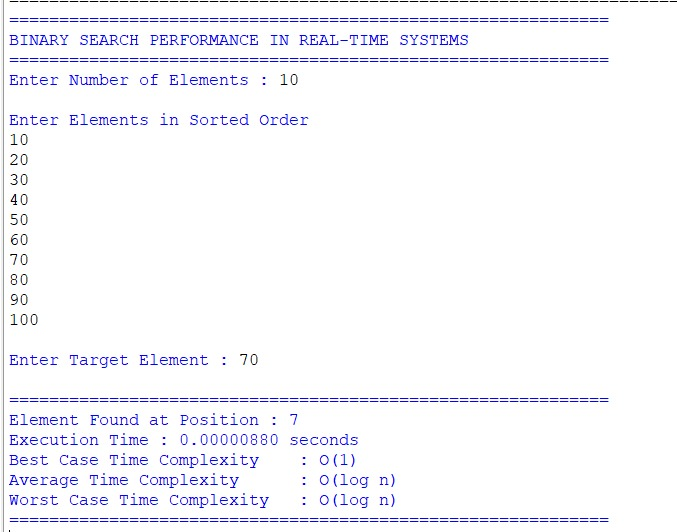 ============================================================
BINARY SEARCH PERFORMANCE IN REAL-TIME SYSTEMS
============================================================
Enter Number of Elements : 10
Enter Elements in Sorted Order
10
20
30
40
50
60
70
80
90
100
Enter Target Element : 70
============================================================
Element Found at Position : 7
Execution Time : 0.00000880 seconds
Best Case Time Complexity    : O(1)
Average Time Complexity      : O(log n)
Worst Case Time Complexity   : O(log n)
============================================================